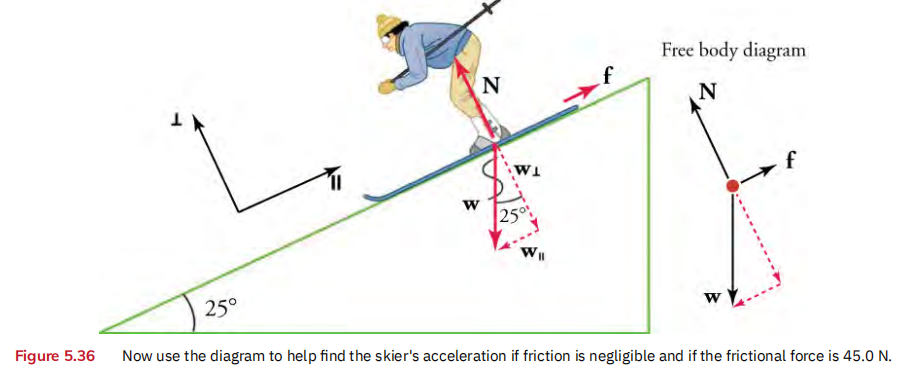 Free body diagram
f
N
N
⊥
f
w⊥
||
w
25°
w||
25°
w
Figure 5.36 Now use the diagram to help find the skier's acceleration if friction is negligible and if the frictional force is 45.0 N.